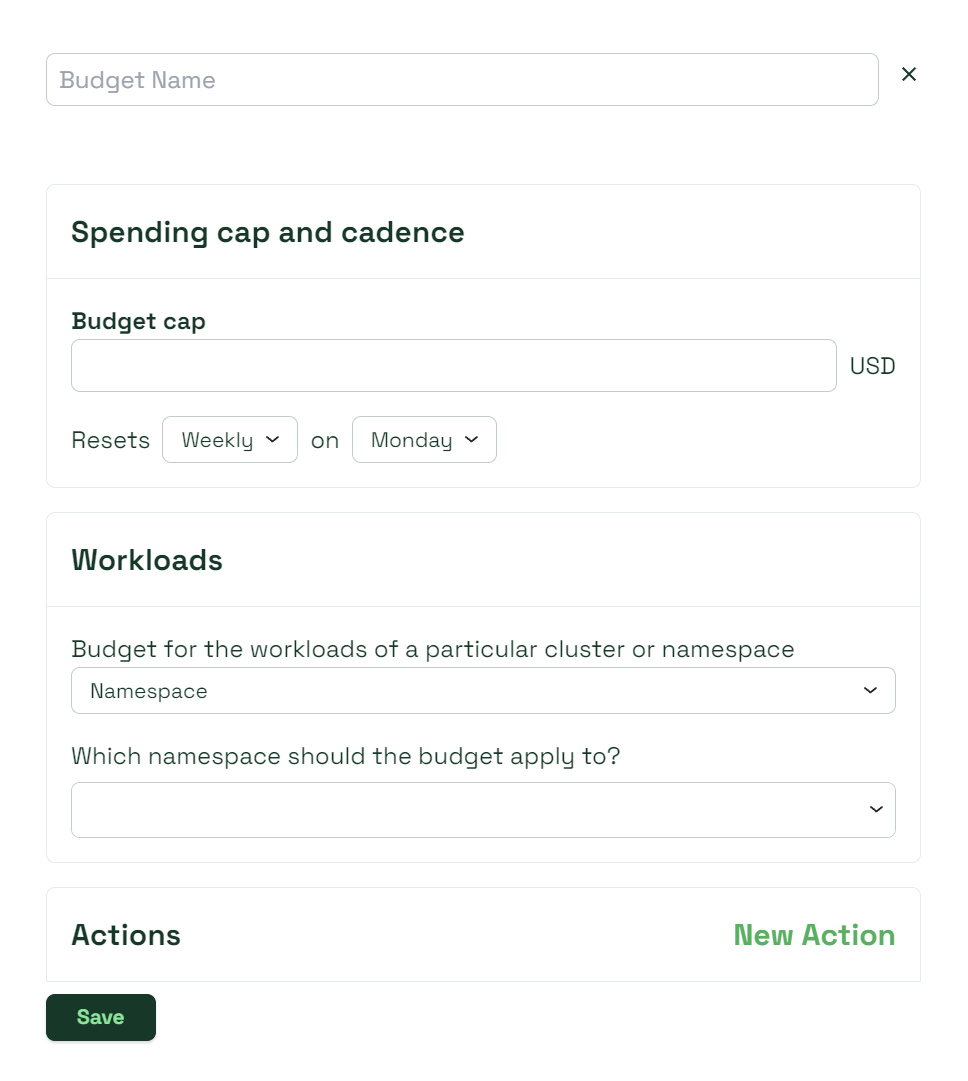 Budget Name
Spending cap and cadence
Budget cap
USD
Resets Weekly on Monday
Workloads
Budget for the workloads of a particular cluster or namespace
Namespace
Which namespace should the budget apply to?
Actions New Action
Save